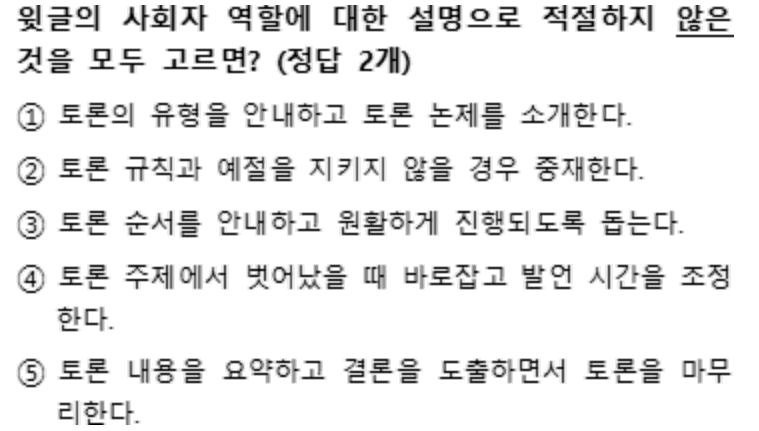 윗글의 사회자 역할에 대한 설명으로 적절하지 않은
것을 모두 고르면? (정답 2개)
① 토론의 유형을 안내하고 토론 논제를 소개한다.
② 토론 규칙과 예절을 지키지 않을 경우 중재한다.
③ 토론 순서를 안내하고 원활하게 진행되도록 돕는다.
④ 토론 주제에서 벗어났을 때 바로잡고 발언 시간을 조정
한다.
⑤ 토론 내용을 요약하고 결론을 도출하면서 토론을 마무
리한다.